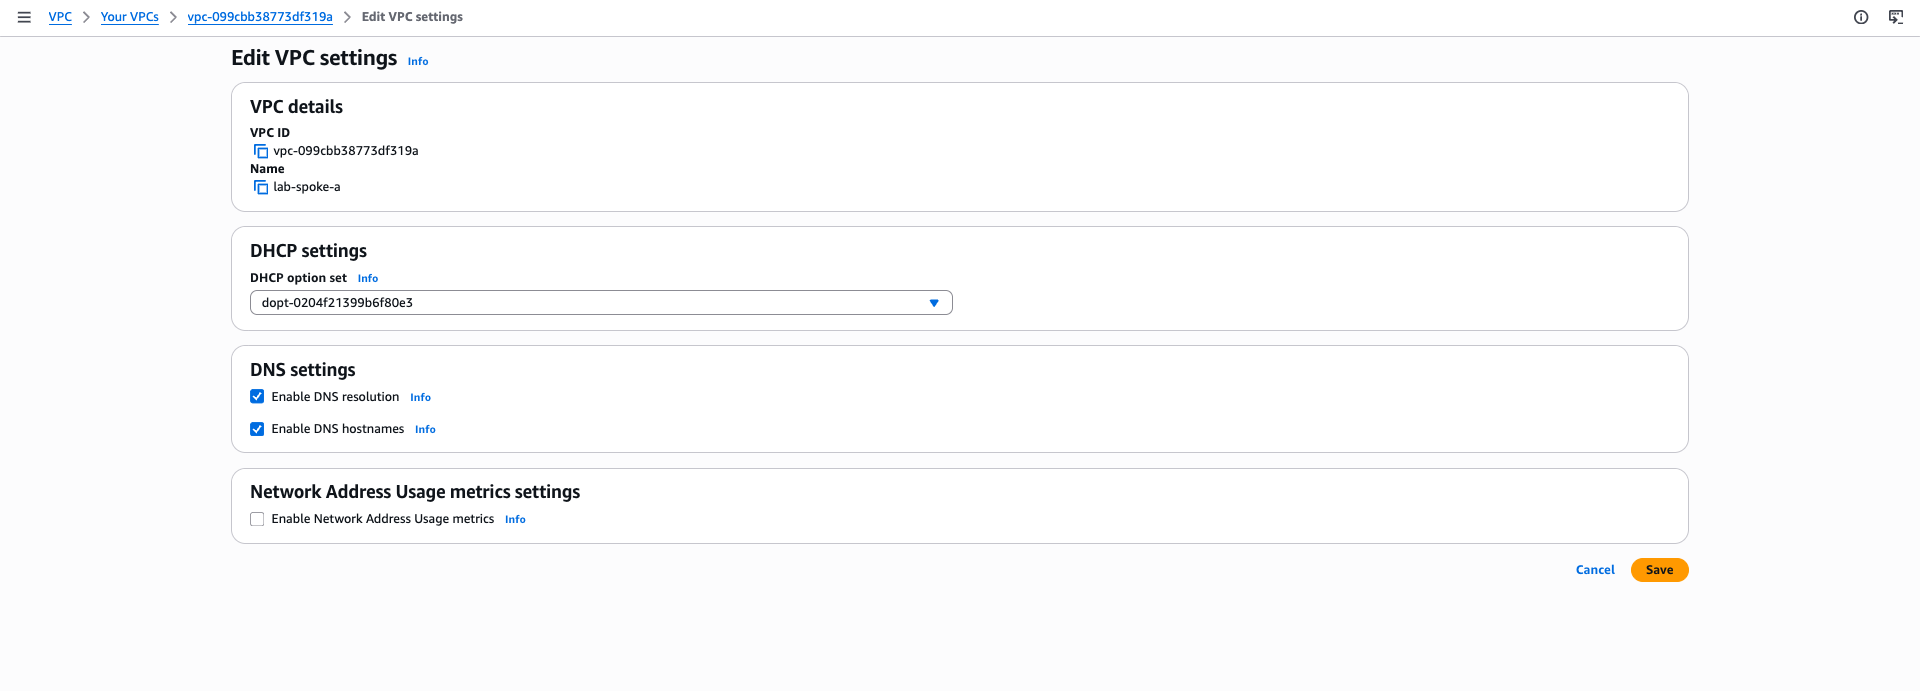 VPC > Your VPCs > vpc-099cbb38773df319a > Edit VPC settings
Edit VPC settings Info
VPC details
VPC ID
vpc-099cbb38773df319a
Name
lab-spoke-a
DHCP settings
DHCP option set Info
dopt-0204f21399b6f80e3
DNS settings
Enable DNS resolution Info
Enable DNS hostnames Info
Network Address Usage metrics settings
Enable Network Address Usage metrics Info
Cancel Save